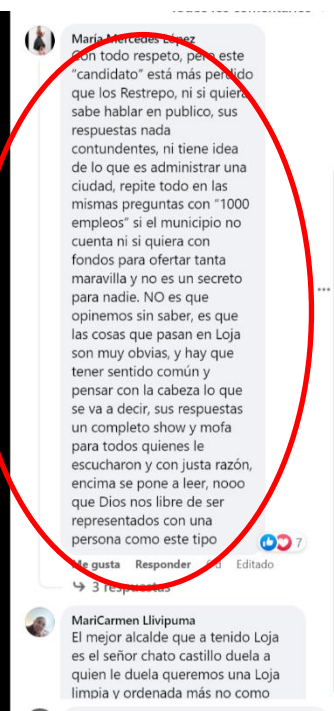 María Mercedes López
Con todo respeto, pero este
"candidato" está más perdido
que los Restrepo, ni si quiera
sabe hablar en publico, sus
respuestas nada
contundentes, ni tiene idea
de lo que es administrar una
ciudad, repite todo en las
mismas preguntas con "1000
empleos" si el municipio no
cuenta ni si quiera con
fondos para ofertar tanta
maravilla y no es un secreto
para nadie. NO es que
opinemos sin saber, es que
las cosas que pasan en Loja
son muy obvias, y hay que
tener sentido común y
pensar con la cabeza lo que
se va a decir, sus respuestas
un completo show y mofa
para todos quienes le
escucharon y con justa razón,
encima se pone a leer, nooo
que Dios nos libre de ser
representados con una
persona como este tipo
7
Me gusta Responder Editado
3 respuestas
MariCarmen Llivipuma
El mejor alcalde que a tenido Loja
es el señor chato castillo duela a
quien le duela queremos una Loja
limpia y ordenada más no como